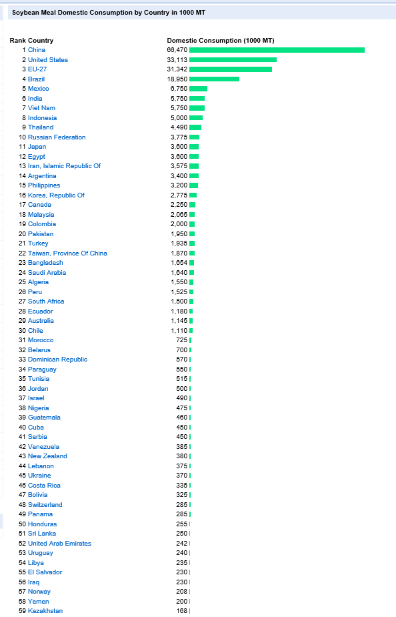 Soybean Meal Domestic Consumption by Country in 1000 MT
Rank Country Domestic Consumption (1000 MT)
1 China 66,470
2 United States 33,113
3 EU-27 31,342
4 Brazil 18,950
5 Mexico 6,750
6 India 5,760
7 Viet Nam 5,750
8 Indonesia 5,000
9 Thailand 4,490
10 Russian Federation 3,775
11 Japan 3,600
12 Egypt 3,600
13 Iran, Islamic Republic Of 3,575
14 Argentina 3,400
15 Philippines 3,200
16 Korea, Republic Of 2,775
17 Canada 2,250
18 Malaysia 2,066
19 Colombia 2,000
20 Pakistan 1,950
21 Turkey 1,935
22 Taiwan, Province Of China 1,870
23 Bangladesh 1,654
24 Saudi Arabia 1,640
25 Algeria 1,550
26 Peru 1,525
27 South Africa 1,500
28 Ecuador 1,180
29 Australia 1,145
30 Chile 1,110
31 Morocco 725
32 Belarus 700
33 Dominican Republic 570
34 Paraguay 550
35 Tunisia 515
36 Jordan 500
37 Israel 490
38 Nigeria 475
39 Guatemala 460
40 Cuba 450
41 Serbia 450
42 Venezuela 385
43 New Zealand 380
44 Lebanon 375
45 Ukraine 370
46 Costa Rica 335
47 Bolivia 325
48 Switzerland 285
49 Panama 285
50 Honduras 255
51 Sri Lanka 250
52 United Arab Emirates 242
53 Uruguay 240
54 Libya 235
55 El Salvador 230
56 Iraq 230
57 Norway 208
58 Yemen 200
59 Kazakhstan 168